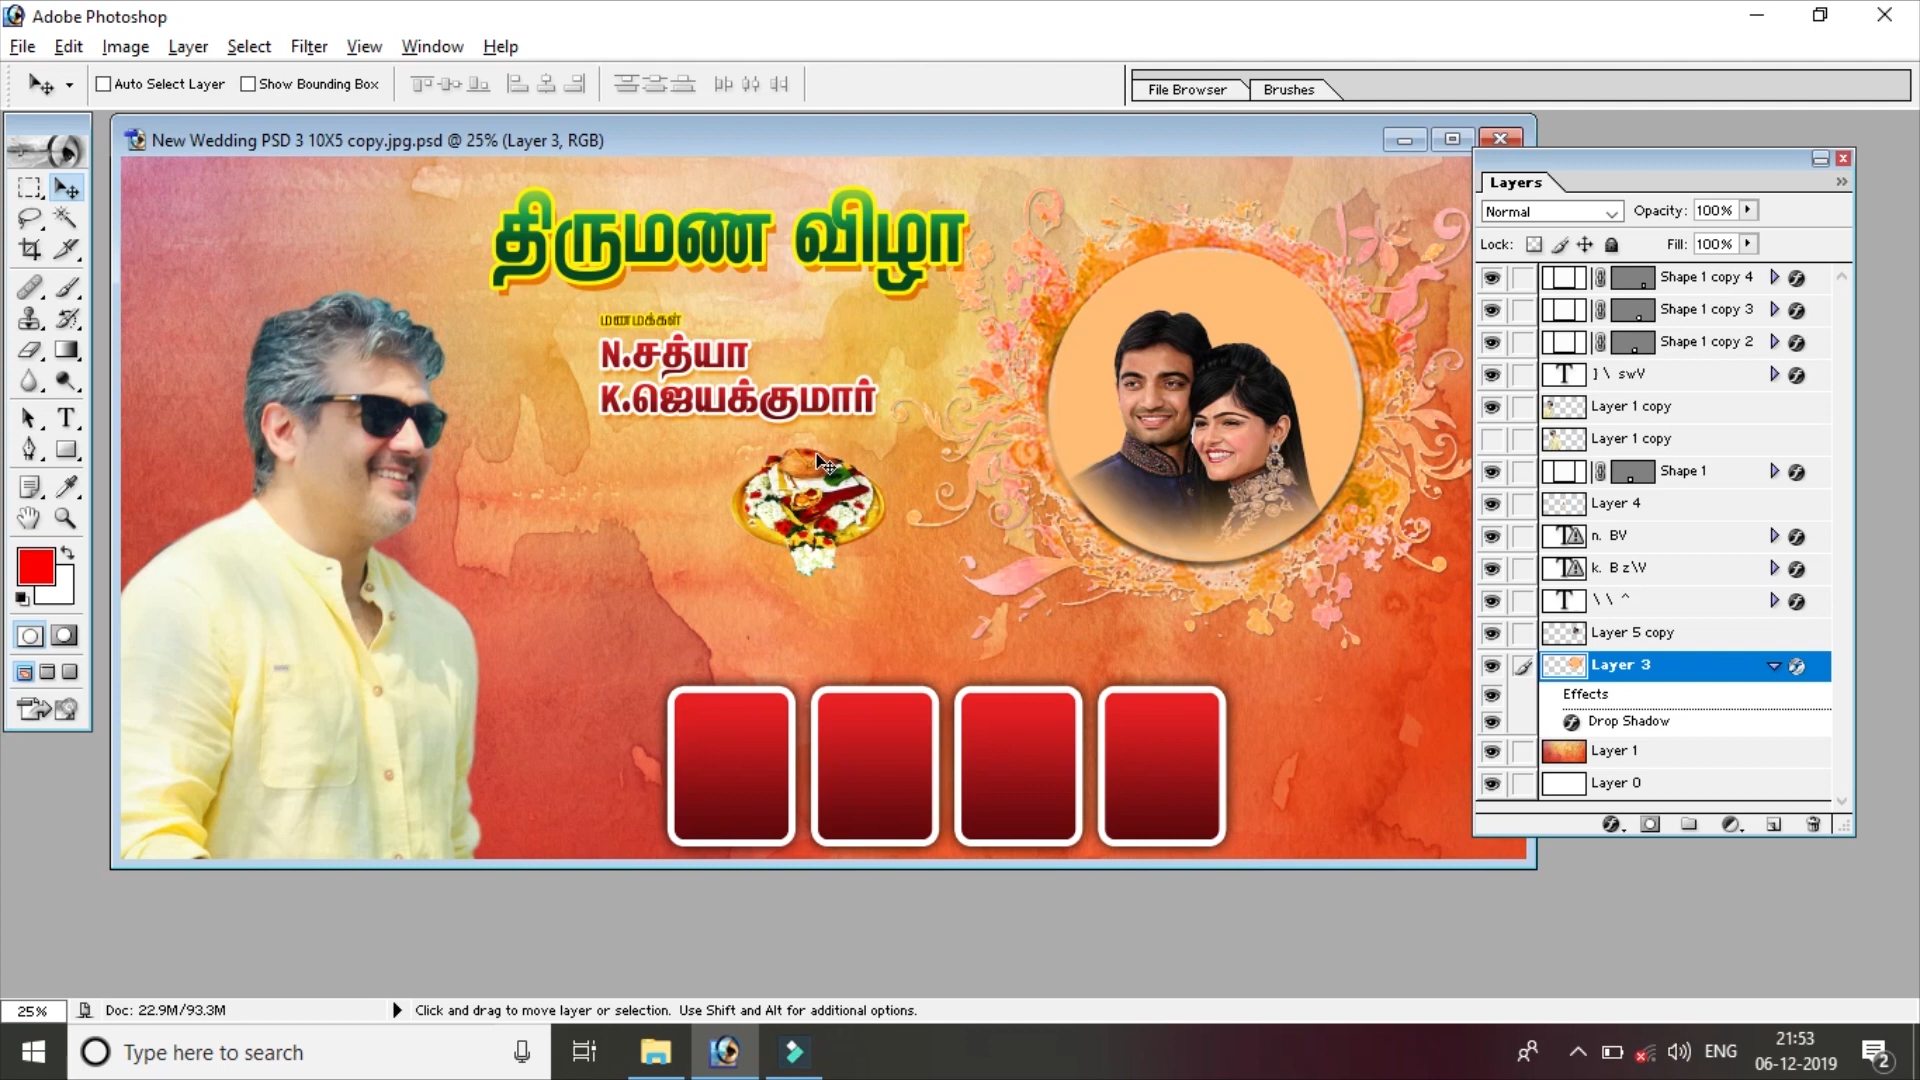 Adobe Photoshop
File Edit Image Layer Select Filter View Window Help
Auto Select Layer Show Bounding Box File Browser Brushes
New Wedding PSD 3 10X5 copy.jpg.psd @ 25% (Layer 3, RGB)
திருமண விழா
மணமக்கள்
N.சத்யா
K.ஜெயக்குமார்
Layers
Normal Opacity: 100%
Lock: Fill: 100%
Shape 1 copy 4
Shape 1 copy 3
Shape 1 copy 2
] \ swV
Layer 1 copy
Layer 1 copy
Shape 1
Layer 4
n. BV
k. B z\V
\ \ ^
Layer 5 copy
Layer 3
Effects
Drop Shadow
Layer 1
Layer 0
25% Doc: 22.9M/93.3M Click and drag to move layer or selection. Use Shift and Alt for additional options.
Type here to search
ENG
21:53
06-12-2019
2